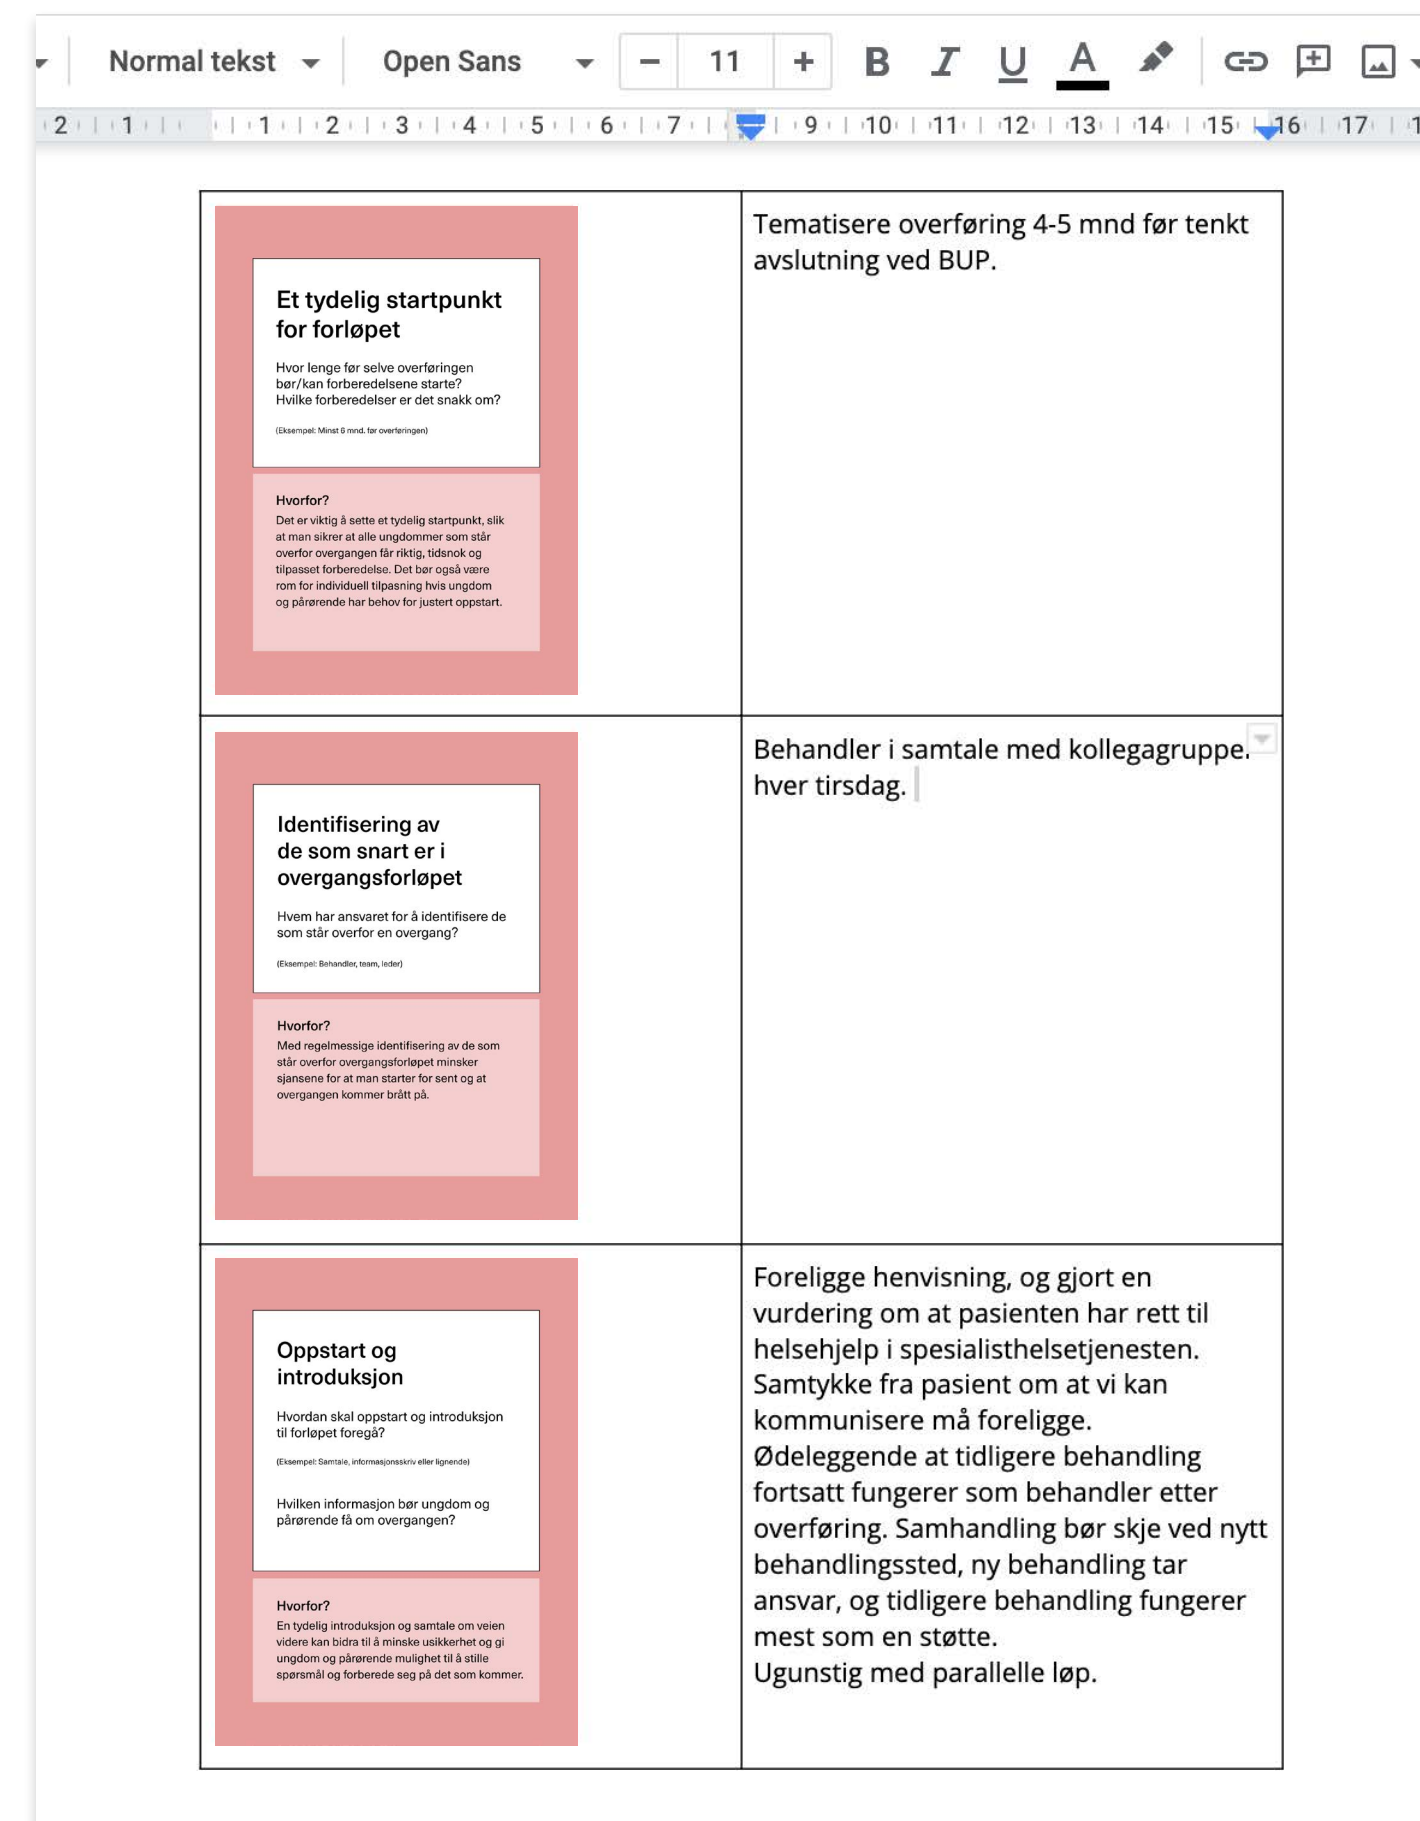 Normal tekst
Open Sans
− 11 +
B I U A
2 1 1 2 3 4 5 6 7 9 10 11 12 13 14 15 16 17
Et tydelig startpunkt
for forløpet
Hvor lenge før selve overføringen
bør/kan forberedelsene starte?
Hvilke forberedelser er det snakk om?
(Eksempel: Minst 6 mnd. før overføringen)
Hvorfor?
Det er viktig å sette et tydelig startpunkt, slik
at man sikrer at alle ungdommer som står
overfor overgangen får riktig, tidsnok og
tilpasset forberedelse. Det bør også være
rom for individuell tilpasning hvis ungdom
og pårørende har behov for justert oppstart.
Tematisere overføring 4-5 mnd før tenkt
avslutning ved BUP.
Identifisering av
de som snart er i
overgangsforløpet
Hvem har ansvaret for å identifisere de
som står overfor en overgang?
(Eksempel: Behandler, team, leder)
Hvorfor?
Med regelmessige identifisering av de som
står overfor overgangsforløpet minsker
sjansene for at man starter for sent og at
overgangen kommer brått på.
Behandler i samtale med
hver tirsdag.
Oppstart og
introduksjon
Hvordan skal oppstart og introduksjon
til forløpet foregå?
(Eksempel: Samtale, informasjonsskriv eller lignende)
Hvilken informasjon bør ungdom og
pårørende få om overgangen?
Hvorfor?
En tydelig introduksjon og samtale om veien
videre kan bidra til å minske usikkerhet og gi
ungdom og pårørende mulighet til å stille
spørsmål og forberede seg på det som kommer.
Foreligge henvisning, og gjort en
vurdering om at pasienten har rett til
helsehjelp i spesialisthelsetjenesten.
Samtykke fra pasient om at vi kan
kommunisere må foreligge.
Ødeleggende at tidligere behandling
fortsatt fungerer som behandler etter
overføring. Samhandling bør skje ved nytt
behandlingssted, ny behandling tar
ansvar, og tidligere behandling fungerer
mest som en støtte.
Ugunstig med parallelle løp.